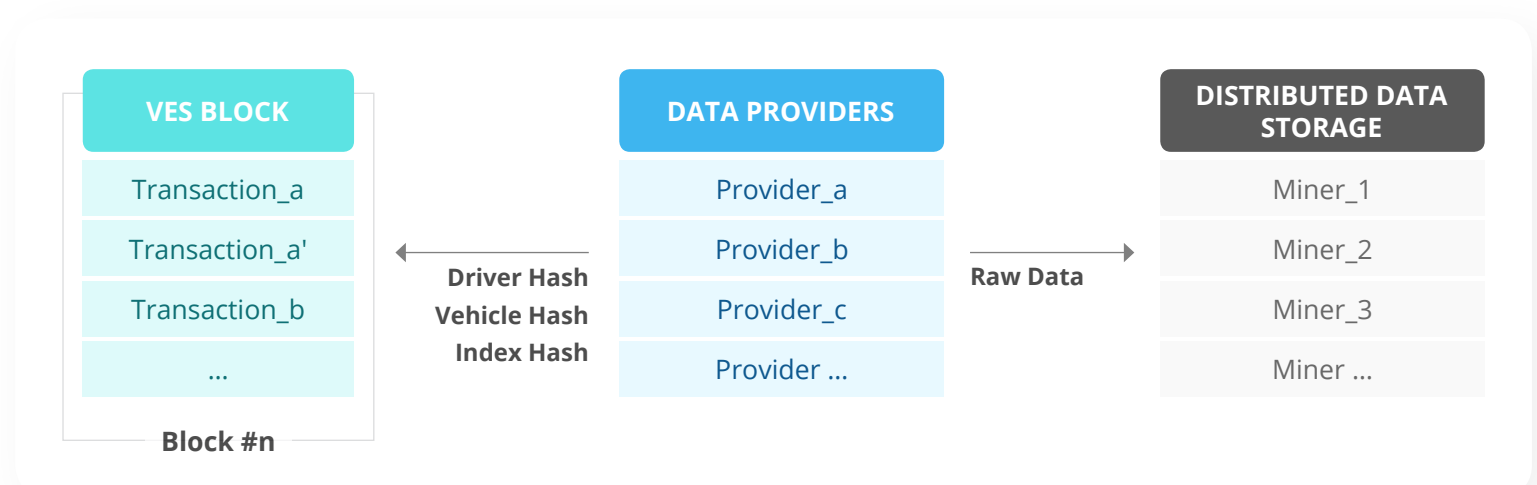 VES BLOCK
Transaction_a
Transaction_a'
Transaction_b
...
Block #n
Driver Hash
Vehicle Hash
Index Hash
DATA PROVIDERS
Provider_a
Provider_b
Provider_c
Provider ...
Raw Data
DISTRIBUTED DATA
STORAGE
Miner_1
Miner_2
Miner_3
Miner ...